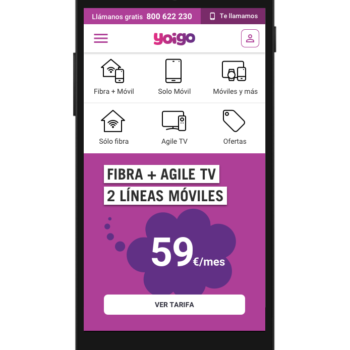 Llámanos gratis 800 622 230 Te llamamos
yoigo
Fibra + Móvil Solo Móvil Móviles y más
Sólo fibra Agile TV Ofertas
FIBRA + AGILE TV
2 LÍNEAS MÓVILES
59€/mes
VER TARIFA